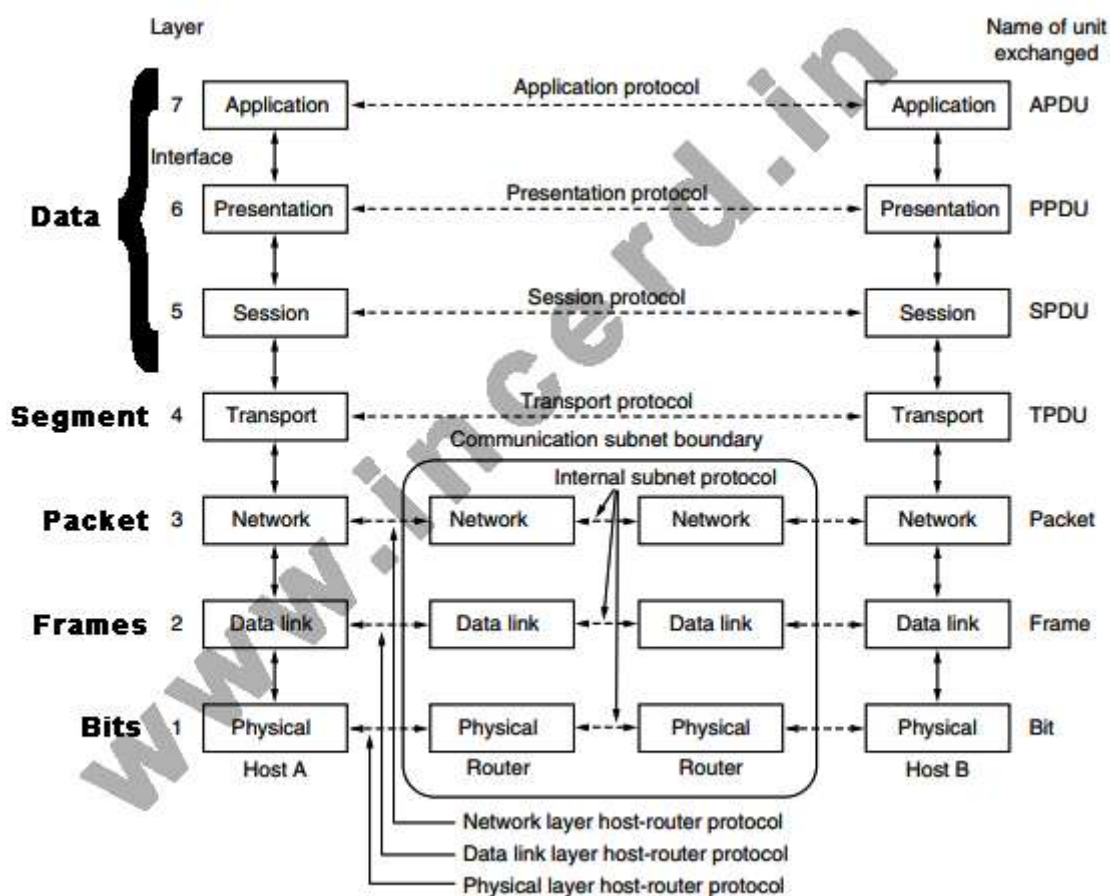 Layer
Name of unit
exchanged
7
Application
Application protocol
Application
APDU
Interface
Data
6
Presentation
Presentation protocol
Presentation
PPDU
5
Session
Session protocol
Session
SPDU
Segment
4
Transport
Transport protocol
Transport
TPDU
Communication subnet boundary
Internal subnet protocol
Packet
3
Network
Network
Network
Network
Packet
Frames
2
Data link
Data link
Data link
Data link
Frame
Bits
1
Physical
Physical
Physical
Physical
Bit
Host A
Router
Router
Host B
Network layer host-router protocol
Data link layer host-router protocol
Physical layer host-router protocol
www.incerd.in